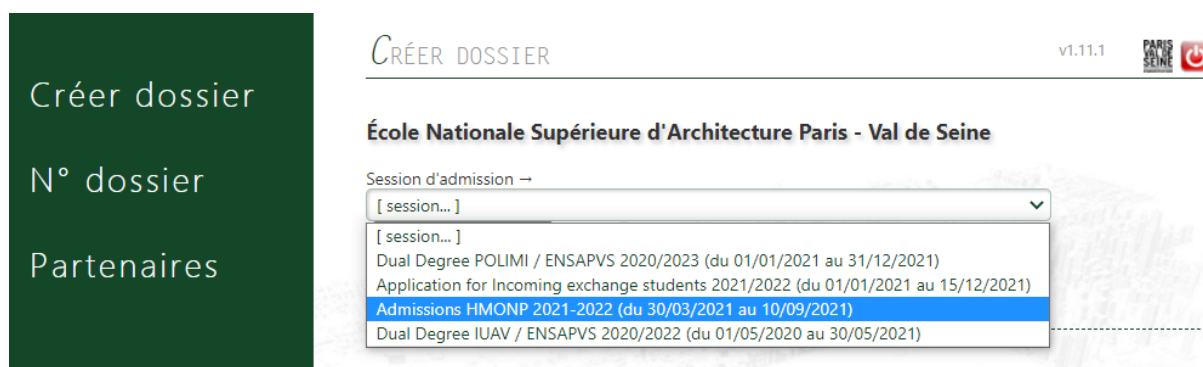 Créer dossier
N° dossier
Partenaires
CRÉER DOSSIER
v1.11.1
PARIS
VAL DE
SEINE
École Nationale Supérieure d'Architecture Paris - Val de Seine
Session d'admission →
[ session... ]
[ session... ]
Dual Degree POLIMI / ENSAPVS 2020/2023 (du 01/01/2021 au 31/12/2021)
Application for Incoming exchange students 2021/2022 (du 01/01/2021 au 15/12/2021)
Admissions HMONP 2021-2022 (du 30/03/2021 au 10/09/2021)
Dual Degree IUAV / ENSAPVS 2020/2022 (du 01/05/2020 au 30/05/2021)